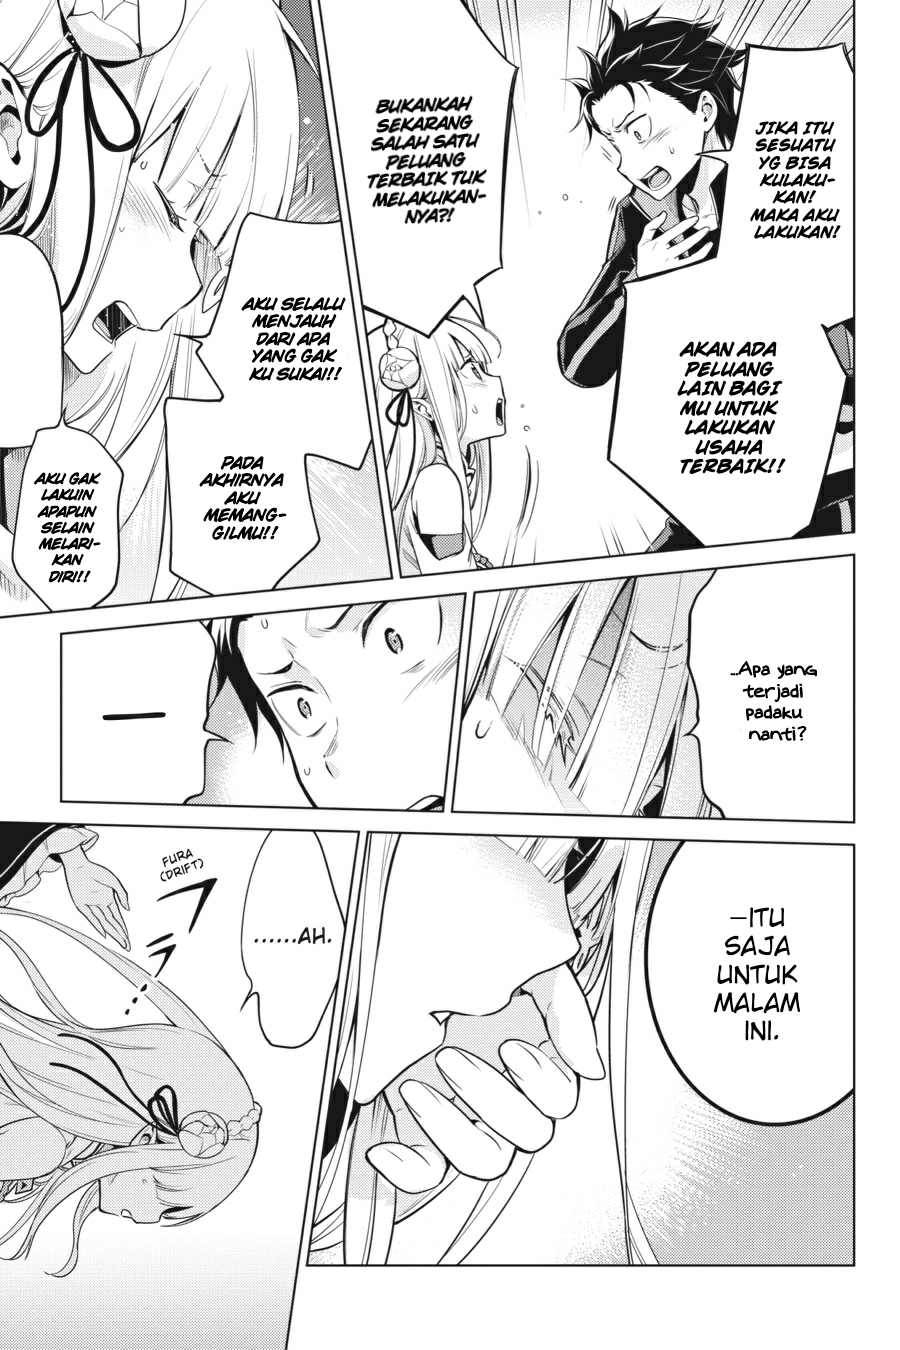 JIKA ITU
SESUATU
YG BISA
KULAKU-
KAN!
MAKA AKU
LAKUKAN!
AKAN ADA
PELUANG
LAIN BAGI
MU UNTUK
LAKUKAN
USAHA
TERBAIK!!
BUKANKAH
SEKARANG
SALAH SATU
PELUANG
TERBAIK TUK
MELAKUKAN-
NYA?!
AKU SELALU
MENJAUH
DARI APA
YANG GAK
KU SUKAI!!
PADA
AKHIRNYA
AKU
MEMANG-
GILMU!!
AKU GAK
LAKUIN
APAPUN
SELAIN
MELARI-
KAN
DIRI!!
...Apa yang
terjadi
padaku
nanti?
—
—ITU
SAJA
UNTUK
MALAM
INI.
......AH.
FURA
(DRIFT)